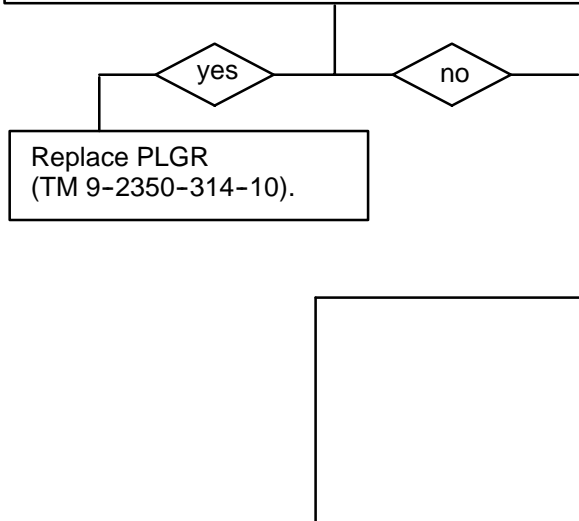 yes
no
Replace PLGR
(TM 9-2350-314-10).